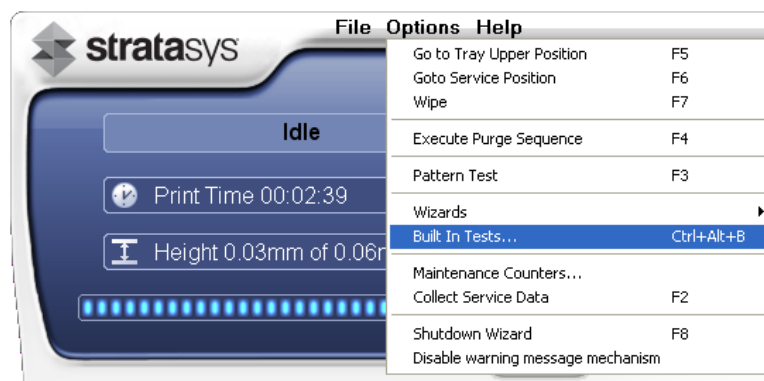 File Options Help
stratasys
Go to Tray Upper Position F5
Goto Service Position F6
Wipe F7
Execute Purge Sequence F4
Pattern Test F3
Wizards
Built In Tests... Ctrl+Alt+B
Maintenance Counters...
Collect Service Data F2
Shutdown Wizard F8
Disable warning message mechanism
Idle
Print Time 00:02:39
Height 0.03mm of 0.06